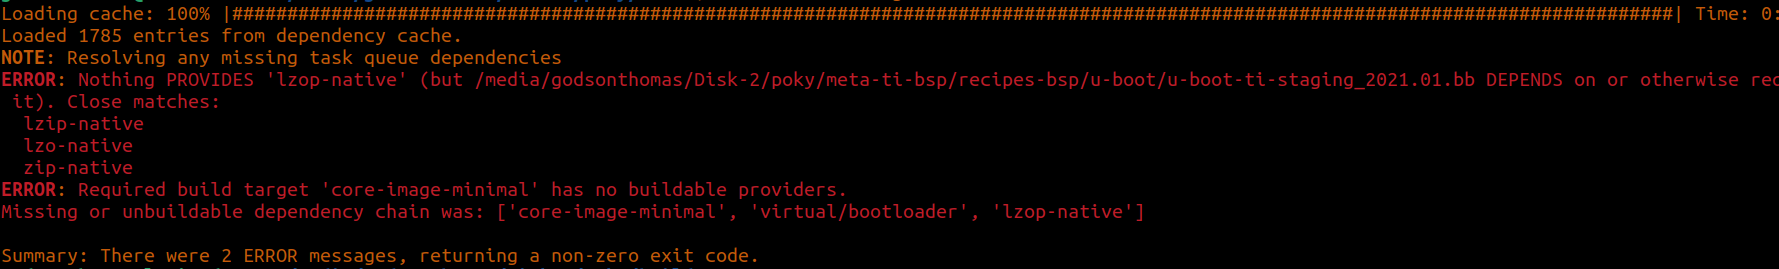 Loading cache: 100% |###################################################################################################################################| Time: 0:
Loaded 1785 entries from dependency cache.
NOTE: Resolving any missing task queue dependencies
ERROR: Nothing PROVIDES 'lzop-native' (but /media/godsonthomas/Disk-2/poky/meta-ti-bsp/recipes-bsp/u-boot/u-boot-ti-staging_2021.01.bb DEPENDS on or otherwise req
it). Close matches:
lzip-native
lzo-native
zip-native
ERROR: Required build target 'core-image-minimal' has no buildable providers.
Missing or unbuildable dependency chain was: ['core-image-minimal', 'virtual/bootloader', 'lzop-native']
Summary: There were 2 ERROR messages, returning a non-zero exit code.